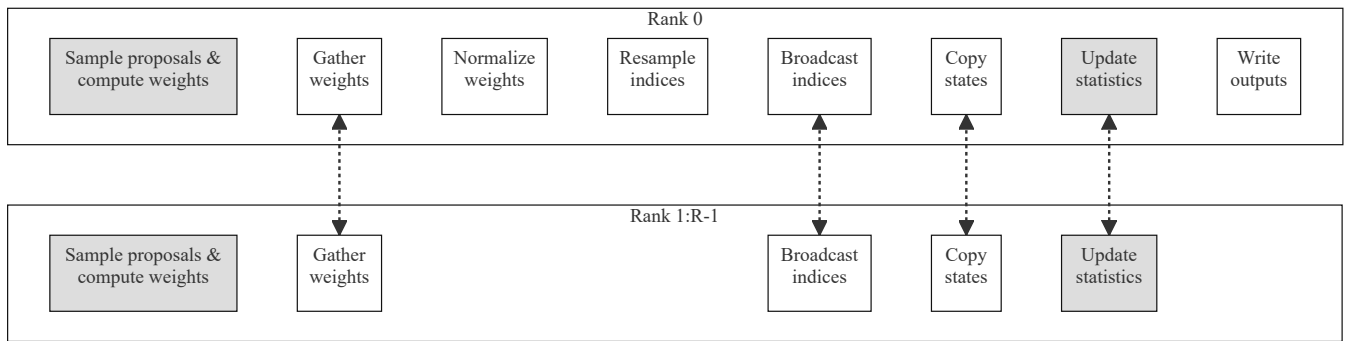 Rank 0
Sample proposals &
compute weights
Gather
weights
Normalize
weights
Resample
indices
Broadcast
indices
Copy
states
Update
statistics
Write
outputs
Rank 1:R-1
Sample proposals &
compute weights
Gather
weights
Broadcast
indices
Copy
states
Update
statistics